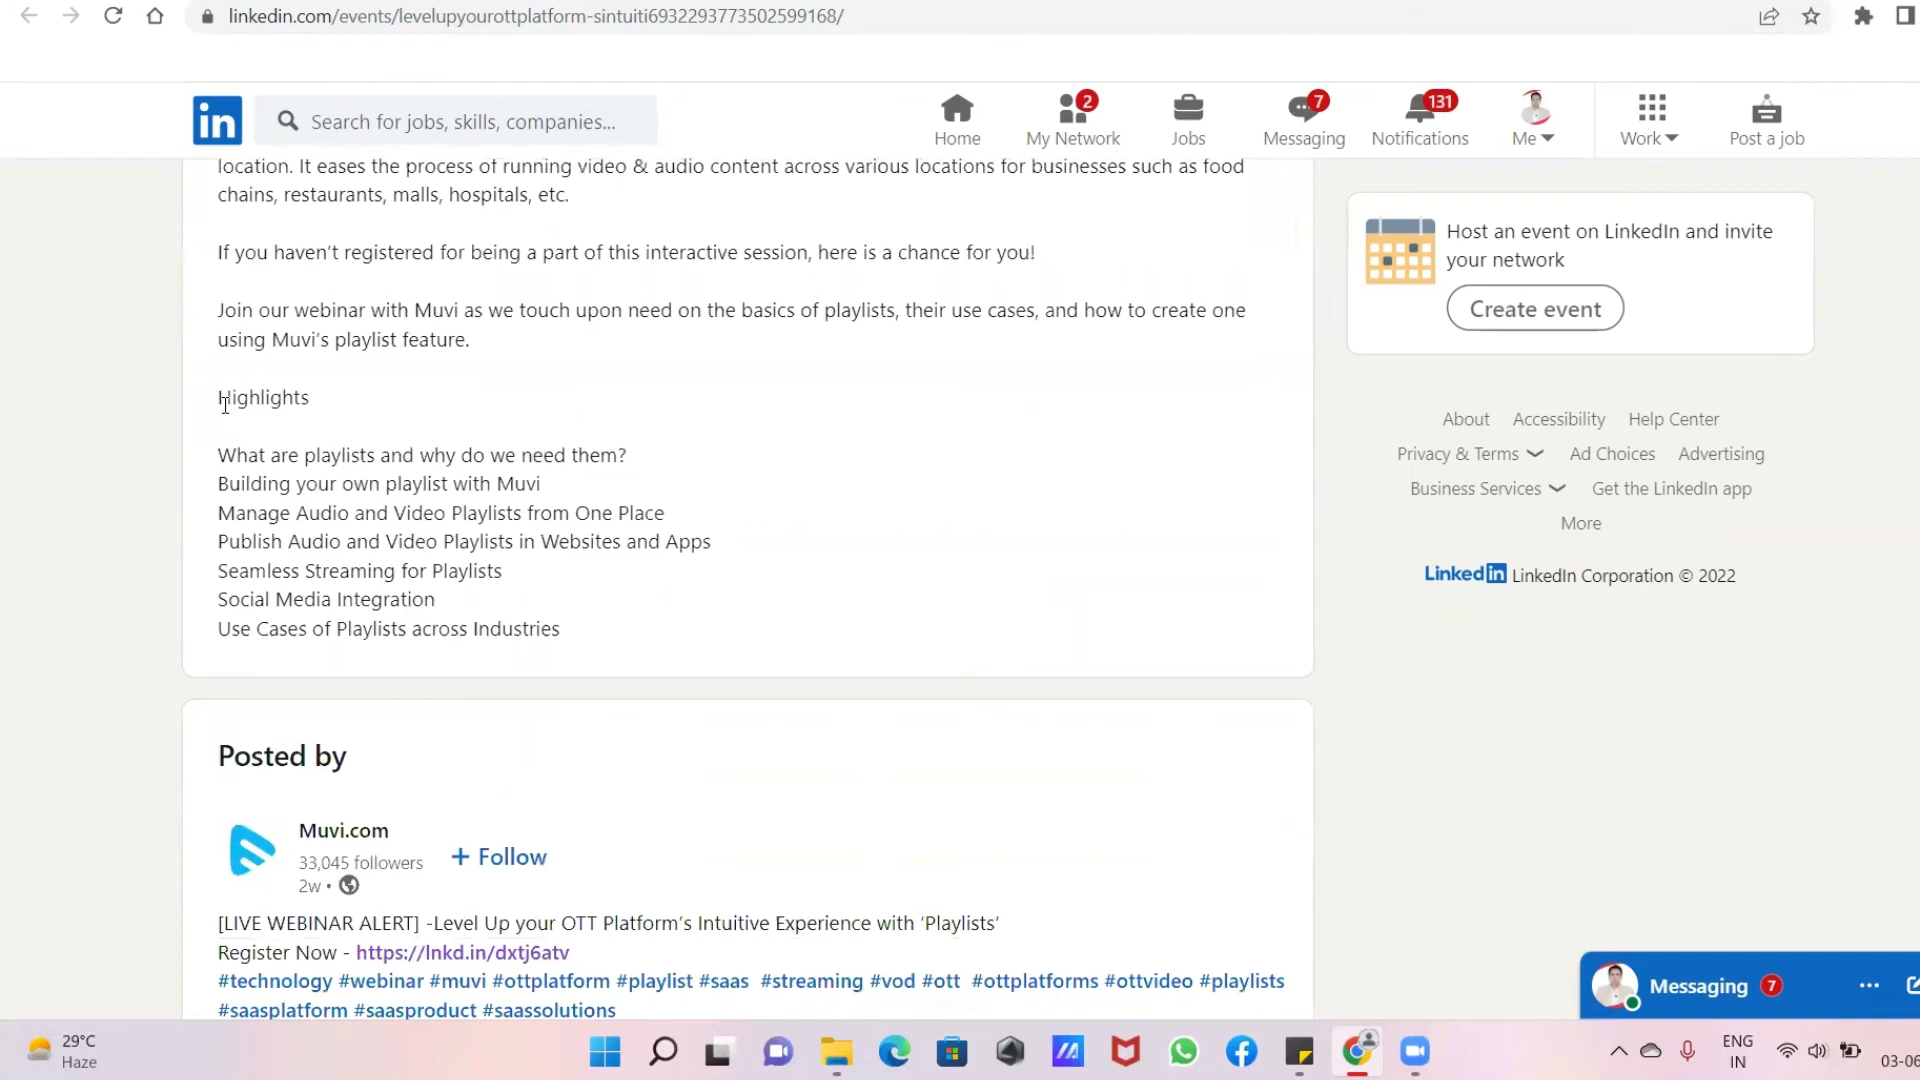 linkedin.com/events/levelupyourottplatform-sintuiti6932293773502599168/
in
Search for jobs, skills, companies...
Home
2
My Network
Jobs
7
Messaging
131
Notifications
Me
Work
Post a job
location. It eases the process of running video & audio content across various locations for businesses such as food
chains, restaurants, malls, hospitals, etc.
If you haven't registered for being a part of this interactive session, here is a chance for you!
Join our webinar with Muvi as we touch upon need on the basics of playlists, their use cases, and how to create one
using Muvi's playlist feature.
Highlights
What are playlists and why do we need them?
Building your own playlist with Muvi
Manage Audio and Video Playlists from One Place
Publish Audio and Video Playlists in Websites and Apps
Seamless Streaming for Playlists
Social Media Integration
Use Cases of Playlists across Industries
Posted by
Muvi.com
33,045 followers
+ Follow
2w •
[LIVE WEBINAR ALERT] -Level Up your OTT Platform's Intuitive Experience with 'Playlists'
Register Now - https://lnkd.in/dxtj6atv
#technology #webinar #muvi #ottplatform #playlist #saas #streaming #vod #ott #ottplatforms #ottvideo #playlists
#saasplatform #saasproduct #saassolutions
Host an event on LinkedIn and invite
your network
Create event
About Accessibility Help Center
Privacy & Terms Ad Choices Advertising
Business Services Get the LinkedIn app
More
Linkedin LinkedIn Corporation © 2022
Messaging 7
29°C
Haze
ENG
IN
03-06